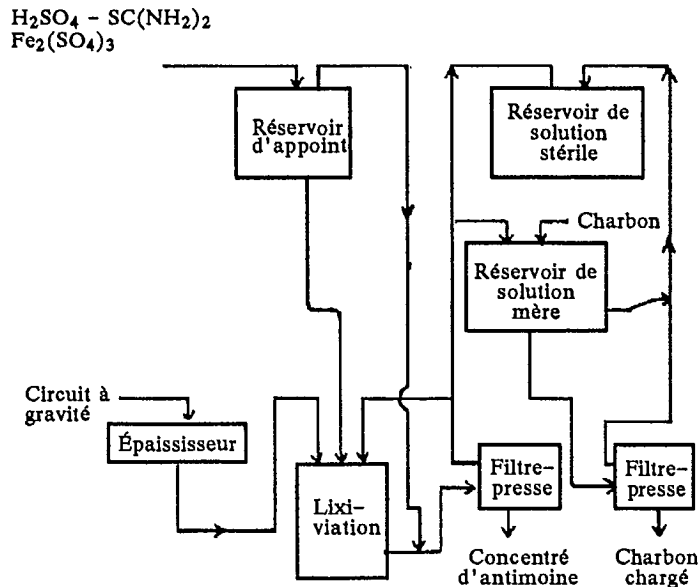 H2SO4 – SC(NH2)2
Fe2(SO4)3
Réservoir
d'appoint
Réservoir de
solution
stérile
Charbon
Réservoir de
solution
mère
Circuit à
gravité
Épaississeur
Lixi-
viation
Filtre-
presse
Filtre-
presse
Concentré
d'antimoine
Charbon
chargé